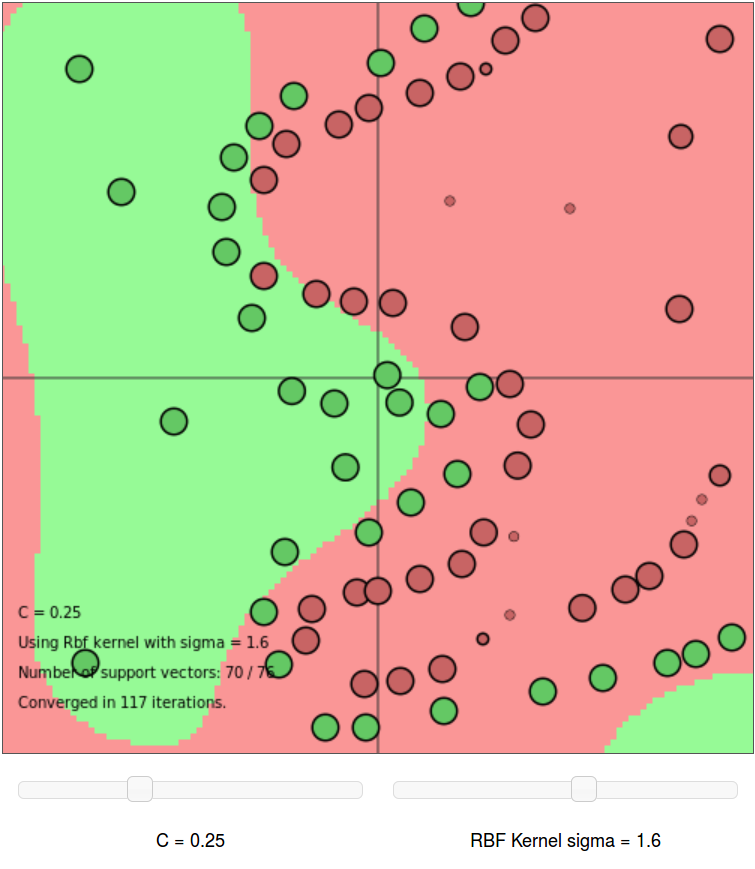 C = 0.25
Using Rbf kernel with sigma = 1.6
Number of support vectors: 70 / 76
Converged in 117 iterations.
C = 0.25
RBF Kernel sigma = 1.6